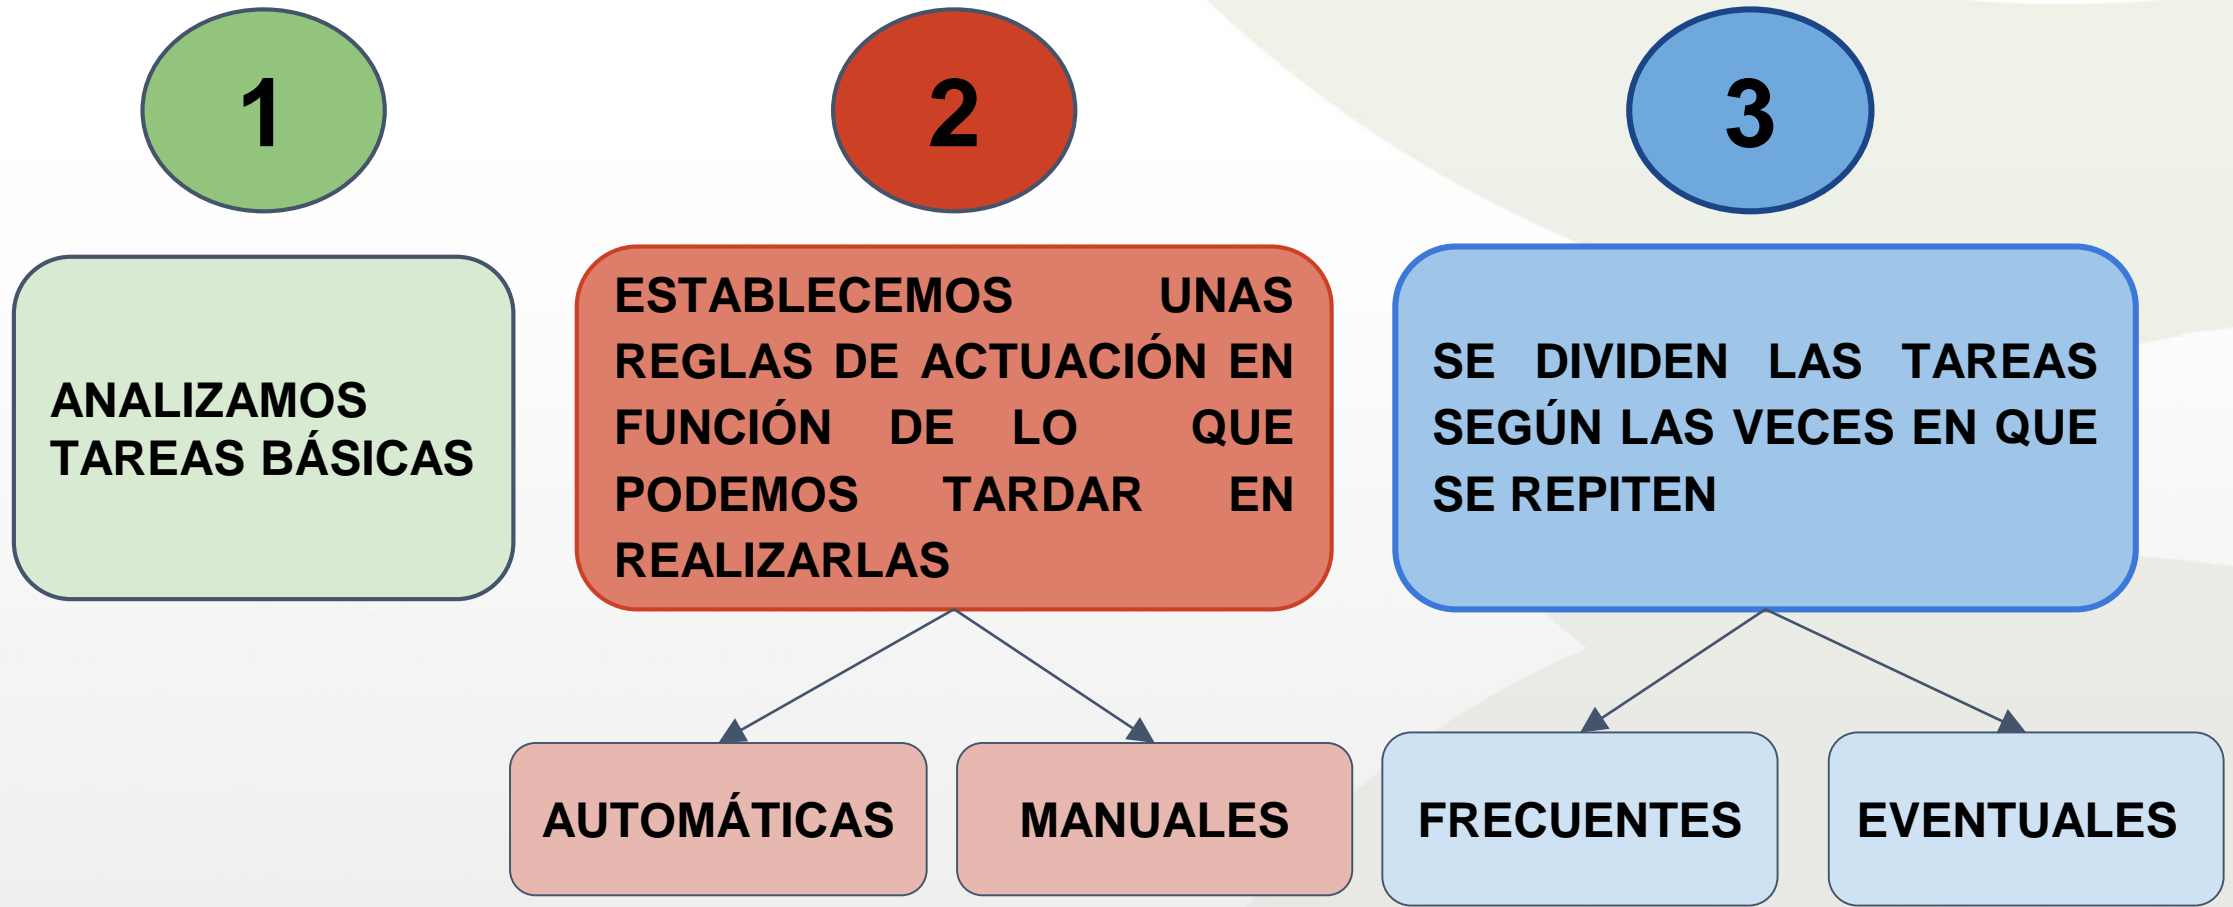 1
ANALIZAMOS
TAREAS BÁSICAS
2
ESTABLECEMOS UNAS
REGLAS DE ACTUACIÓN EN
FUNCIÓN DE LO QUE
PODEMOS TARDAR EN
REALIZARLAS
AUTOMÁTICAS
MANUALES
3
SE DIVIDEN LAS TAREAS
SEGÚN LAS VECES EN QUE
SE REPITEN
FRECUENTES
EVENTUALES